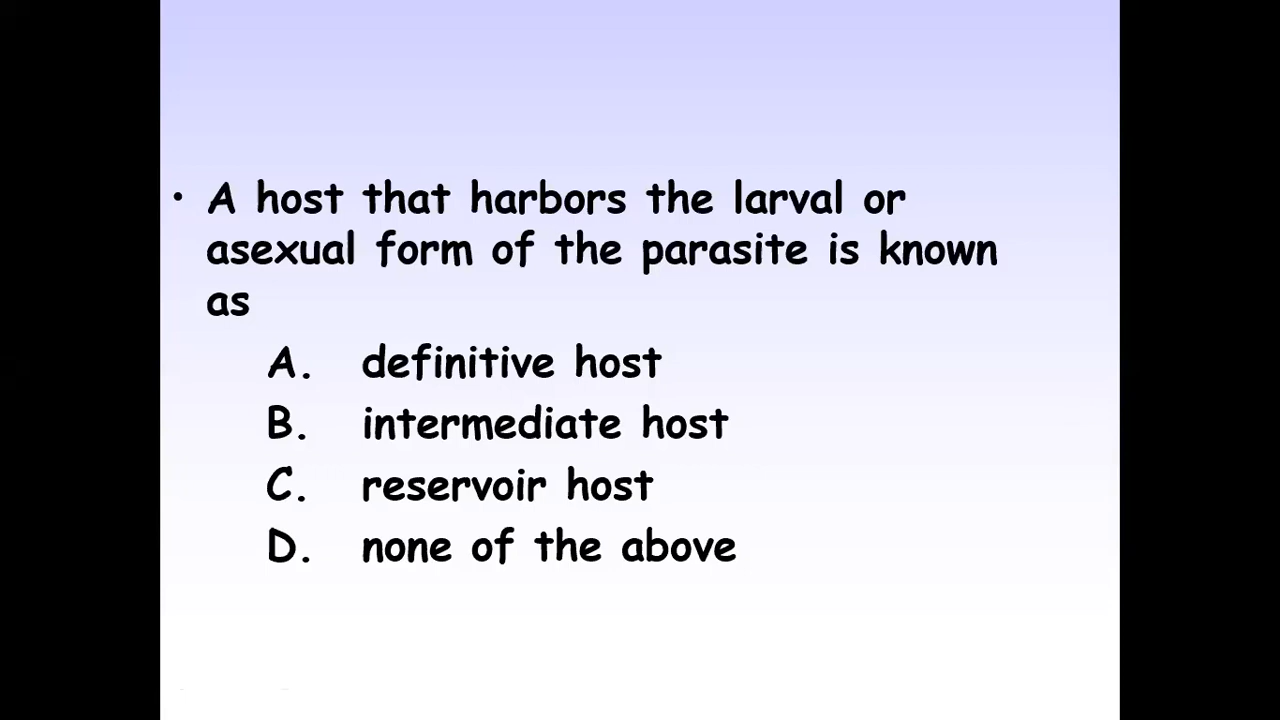 • A host that harbors the larval or
asexual form of the parasite is known
as
A. definitive host
B. intermediate host
C. reservoir host
D. none of the above